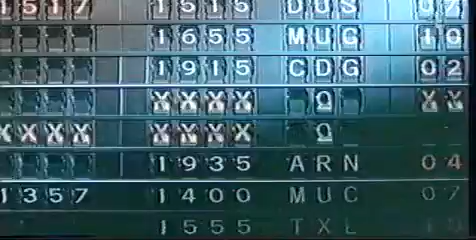 1517 1515 DUS 07
1655 MUC 10
1915 CDG 02
XXXX Q XX
XXXX XXXX Q
1935 ARN 04
1357 1400 MUC 07
1555 TXL